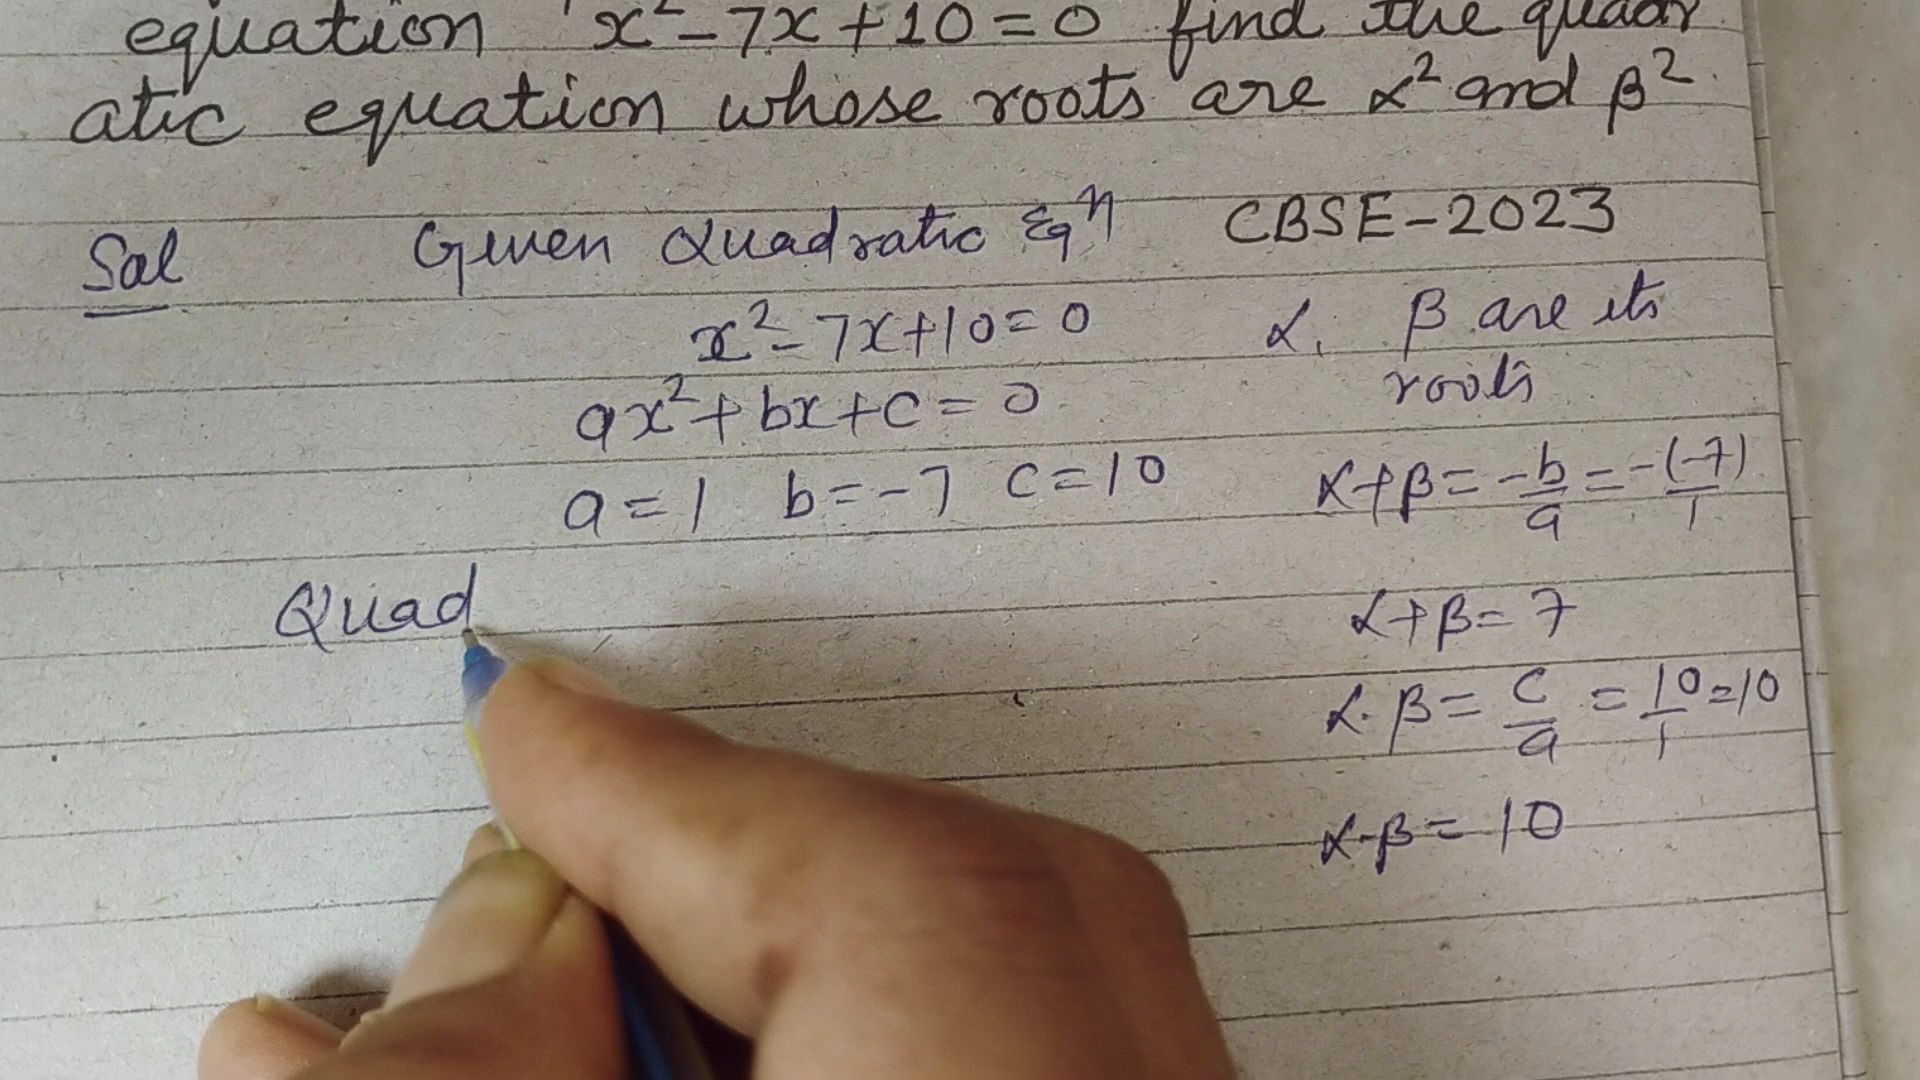 equation x²-7x+10=0 find the quadr
atic equation whose roots are α² and β²
Sol Given Quadratic Eqⁿ CBSE-2023
x²-7x+10=0
ax²+bx+c=0
a=1 b=-7 c=10
Quad
α, β are its
roots
α+β=-b/a=-(-7)/1
α+β=7
α.β=c/a=10/1=10
α.β=10